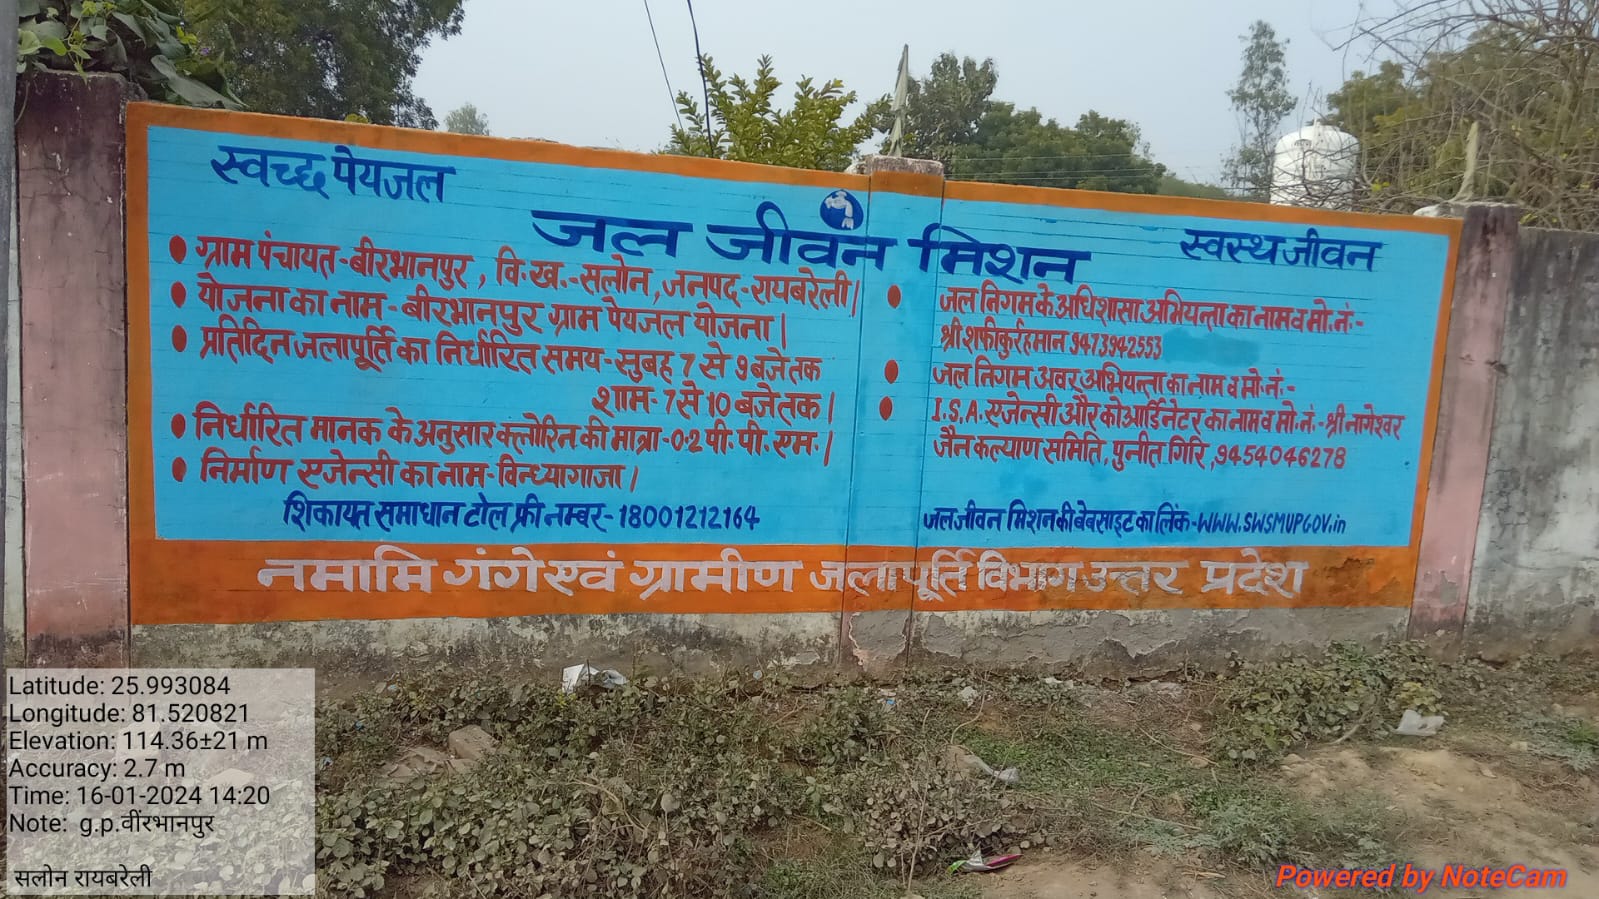 स्वच्छ पेयजल
जल जीवन मिशन
स्वस्थ जीवन
ग्राम पंचायत-बीरभानपुर, वि.ख.-सलोन, जनपद-रायबरेली।
योजना का नाम-बीरभानपुर ग्राम पेयजल योजना।
प्रतिदिन जलापूर्ति का निर्धारित समय-सुबह 7 से 9 बजे तक
शाम-7 से 10 बजे तक।
निर्धारित मानक के अनुसार क्लोरिन की मात्रा-0.2 पी. पी. एम.।
निर्माण एजेन्सी का नाम-विन्ध्यागाजा।
शिकायत समाधान टोल फ्री नम्बर-18001212164
जल निगम के अधिशासा अभियन्ता का नाम व मो. नं:-
श्री शफीकुर्रहमान 9473942553
जल निगम अवर अभियन्ता का नाम व मो. नं:-
I.S.A. एजेन्सी और कोआर्डिनेटर का नाम व मो. नं.-श्री नागेश्वर
जैन कल्याण समिति, पुनीत गिरि, 9454046278
जल जीवन मिशन की बेबसाइट का लिंक-WWW.SWSMUPGOV.in
नमामि गंगे एवं ग्रामीण जलापूर्ति विभाग उत्तर प्रदेश
Latitude: 25.993084
Longitude: 81.520821
Elevation: 114.36±21 m
Accuracy: 2.7 m
Time: 16-01-2024 14:20
Note: g.p.वींरभानपुर
सलोन रायबरेली
Powered by NoteCam